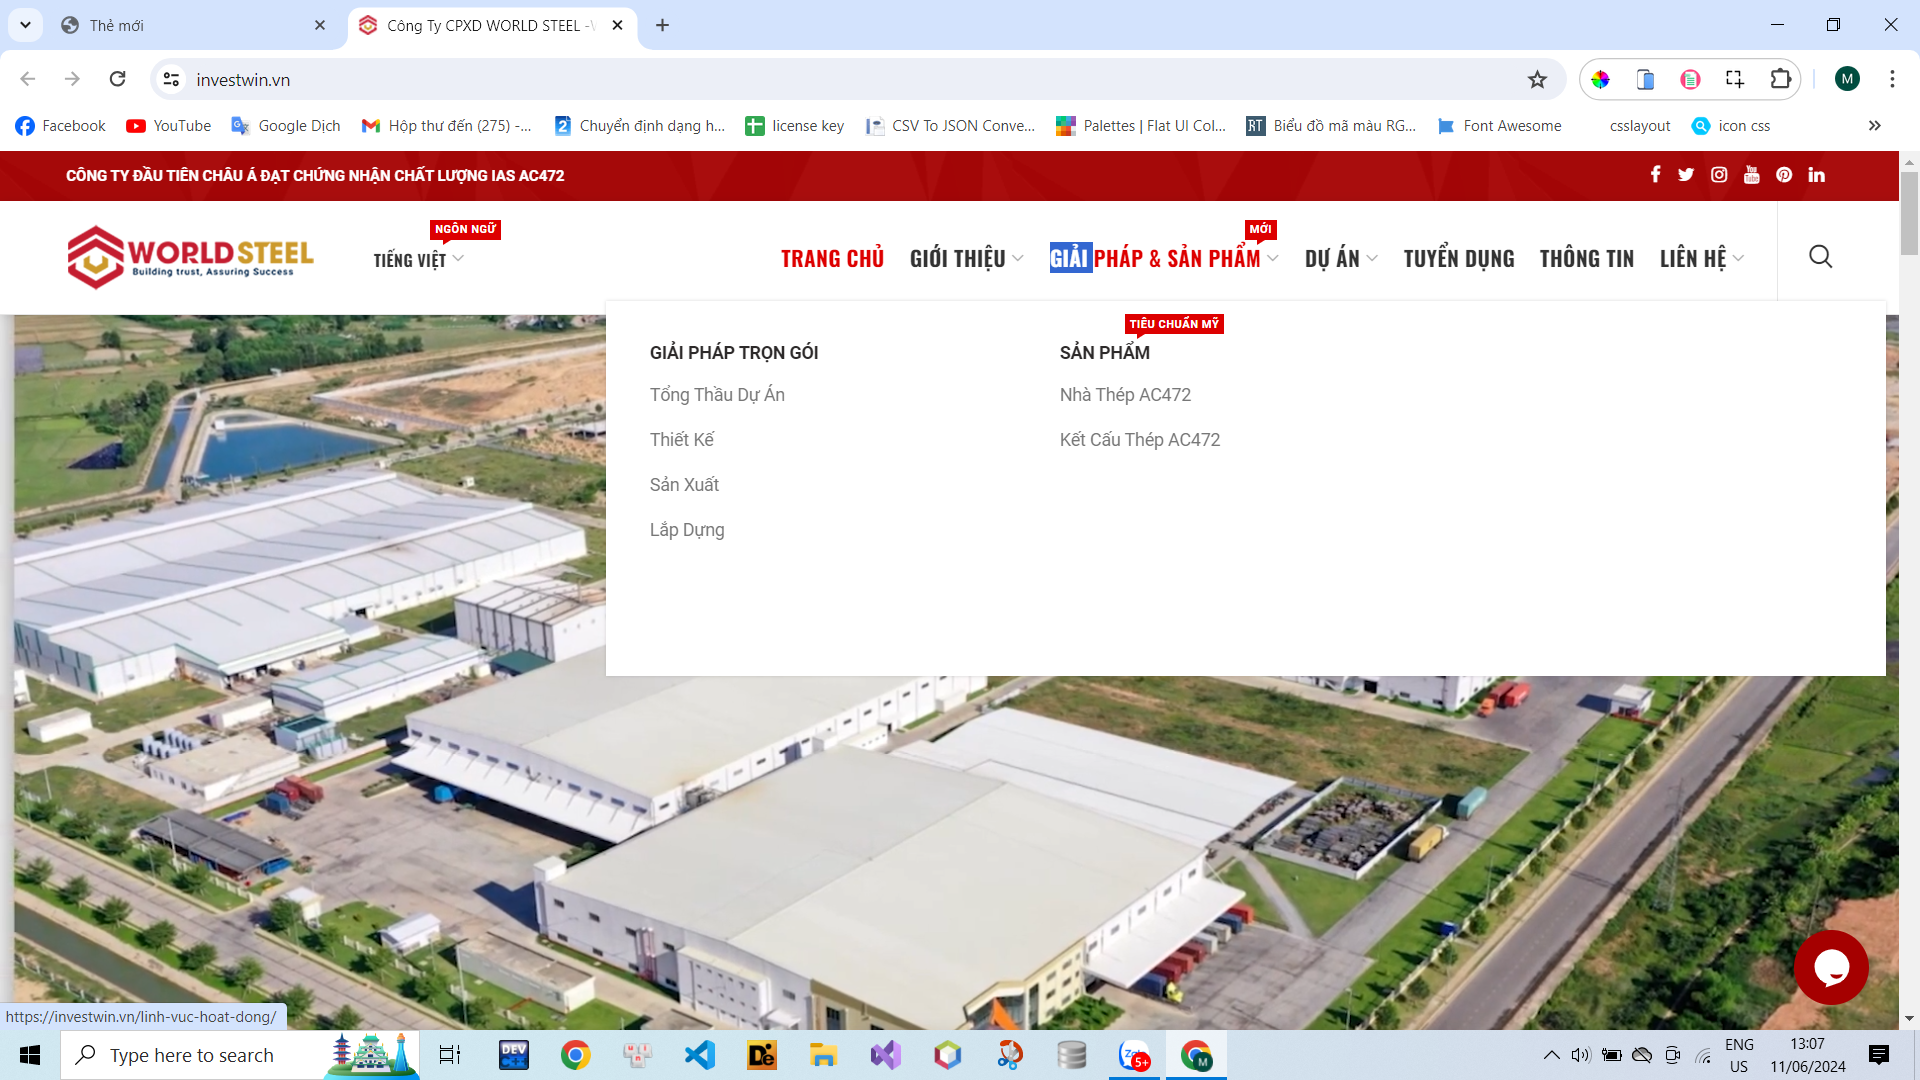 Thẻ mới
Công Ty CPXD WORLD STEEL -
investwin.vn
M
Facebook
YouTube
Google Dịch
Hộp thư đến (275) -...
Chuyển định dạng h...
license key
CSV To JSON Conve...
Palettes | Flat UI Col...
Biểu đồ mã màu RG...
Font Awesome
csslayout
icon css
CÔNG TY ĐẦU TIÊN CHÂU Á ĐẠT CHỨNG NHẬN CHẤT LƯỢNG IAS AC472
WORLD STEEL
Building trust, Assuring Success
NGÔN NGỮ
TIẾNG VIỆT
TRANG CHỦ
GIỚI THIỆU
MỚI
GIẢI PHÁP & SẢN PHẨM
DỰ ÁN
TUYỂN DỤNG
THÔNG TIN
LIÊN HỆ
GIẢI PHÁP TRỌN GÓI
Tổng Thầu Dự Án
Thiết Kế
Sản Xuất
Lắp Dựng
TIÊU CHUẨN MỸ
SẢN PHẨM
Nhà Thép AC472
Kết Cấu Thép AC472
https://investwin.vn/linh-vuc-hoat-dong/
Type here to search
DEV
C++
De
5+
M
ENG
US
13:07
11/06/2024